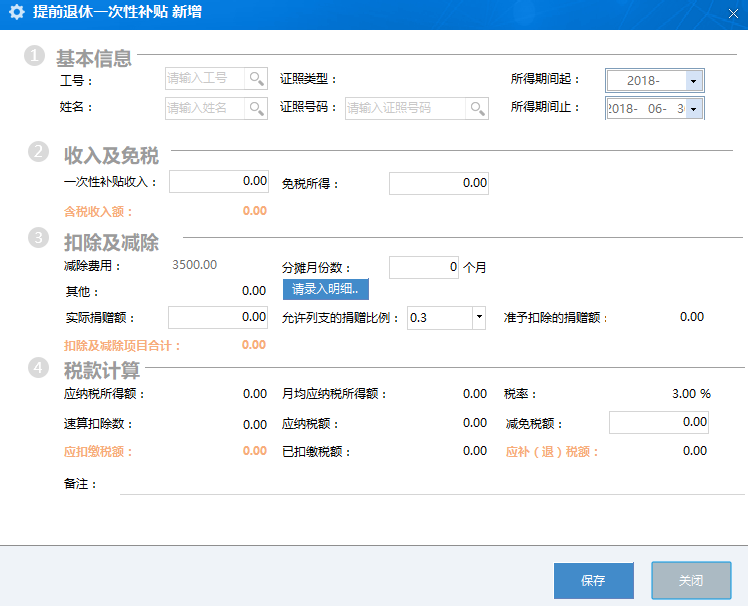 提前退休一次性补贴 新增
1 基本信息
工号： 请输入工号 证照类型： 所得期间起： 2018-
姓名： 请输入姓名 证照号码： 请输入证照号码 所得期间止： 2018- 06- 3
2 收入及免税
一次性补贴收入： 0.00 免税所得： 0.00
含税收入额： 0.00
3 扣除及减除
减除费用： 3500.00 分摊月份数： 0 个月
其他： 0.00 请录入明细..
实际捐赠额： 0.00 允许列支的捐赠比例： 0.3 准予扣除的捐赠额： 0.00
扣除及减除项目合计： 0.00
4 税款计算
应纳税所得额： 0.00 月均应纳税所得额： 0.00 税率： 3.00 %
速算扣除数： 0.00 应纳税额： 0.00 减免税额： 0.00
应扣缴税额： 0.00 已扣缴税额： 0.00 应补（退）税额： 0.00
备注：
保存 关闭